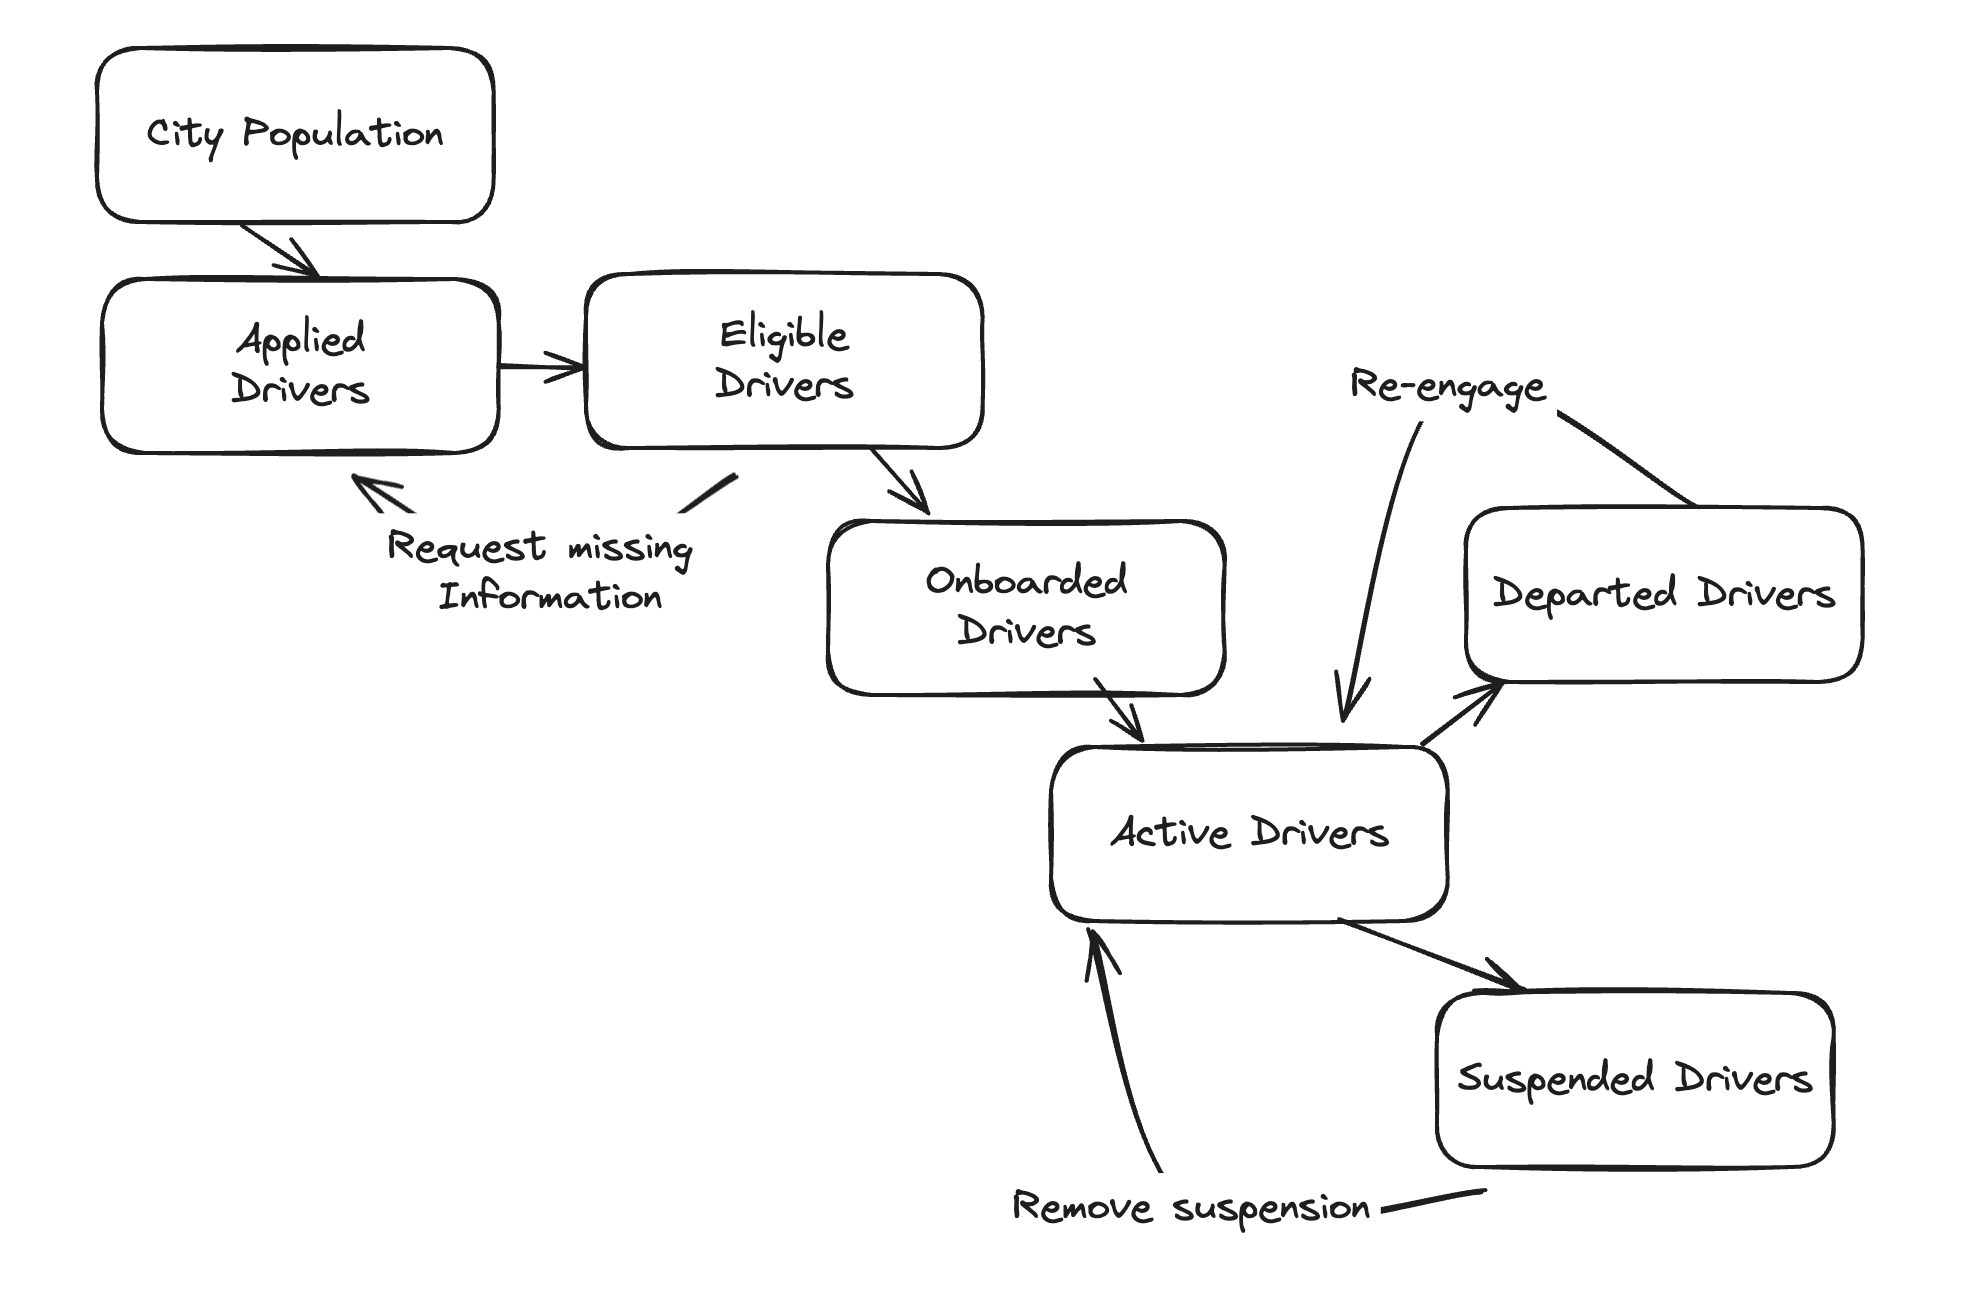 City Population
Applied
Drivers
Eligible
Drivers
Re-engage
Request missing
Information
Onboarded
Drivers
Departed Drivers
Active Drivers
Suspended Drivers
Remove suspension